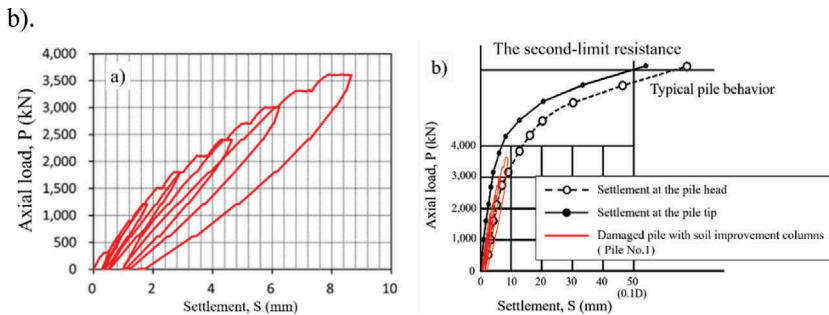 b).
a)
4,000
3,500
3,000
2,500
2,000
1,500
1,000
500
0
Axial load, P (kN)
0 2 4 6 8 10
Settlement, S (mm)
b)
The second-limit resistance
Typical pile behavior
4,000
3,000
2,000
1,000
0
Axial load, P (kN)
10 20 30 40 50
(0.1D)
Settlement, S (mm)
Settlement at the pile head
Settlement at the pile tip
Damaged pile with soil improvement columns
( Pile No.1)